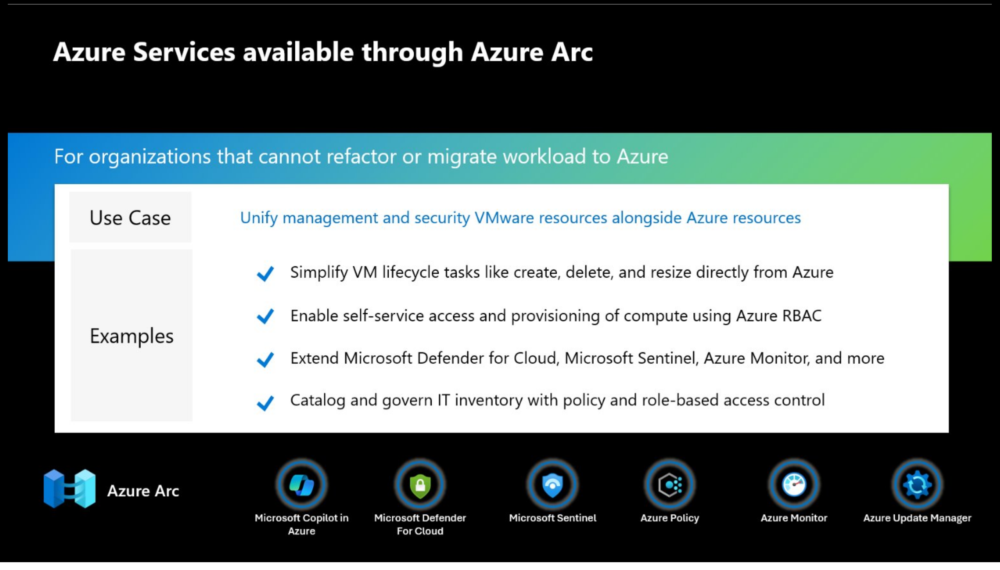 Azure Services available through Azure Arc
For organizations that cannot refactor or migrate workload to Azure
Use Case
Unify management and security VMware resources alongside Azure resources
Examples
Simplify VM lifecycle tasks like create, delete, and resize directly from Azure
Enable self-service access and provisioning of compute using Azure RBAC
Extend Microsoft Defender for Cloud, Microsoft Sentinel, Azure Monitor, and more
Catalog and govern IT inventory with policy and role-based access control
Azure Arc
Microsoft Copilot in
Azure
Microsoft Defender
For Cloud
Microsoft Sentinel
Azure Policy
Azure Monitor
Azure Update Manager